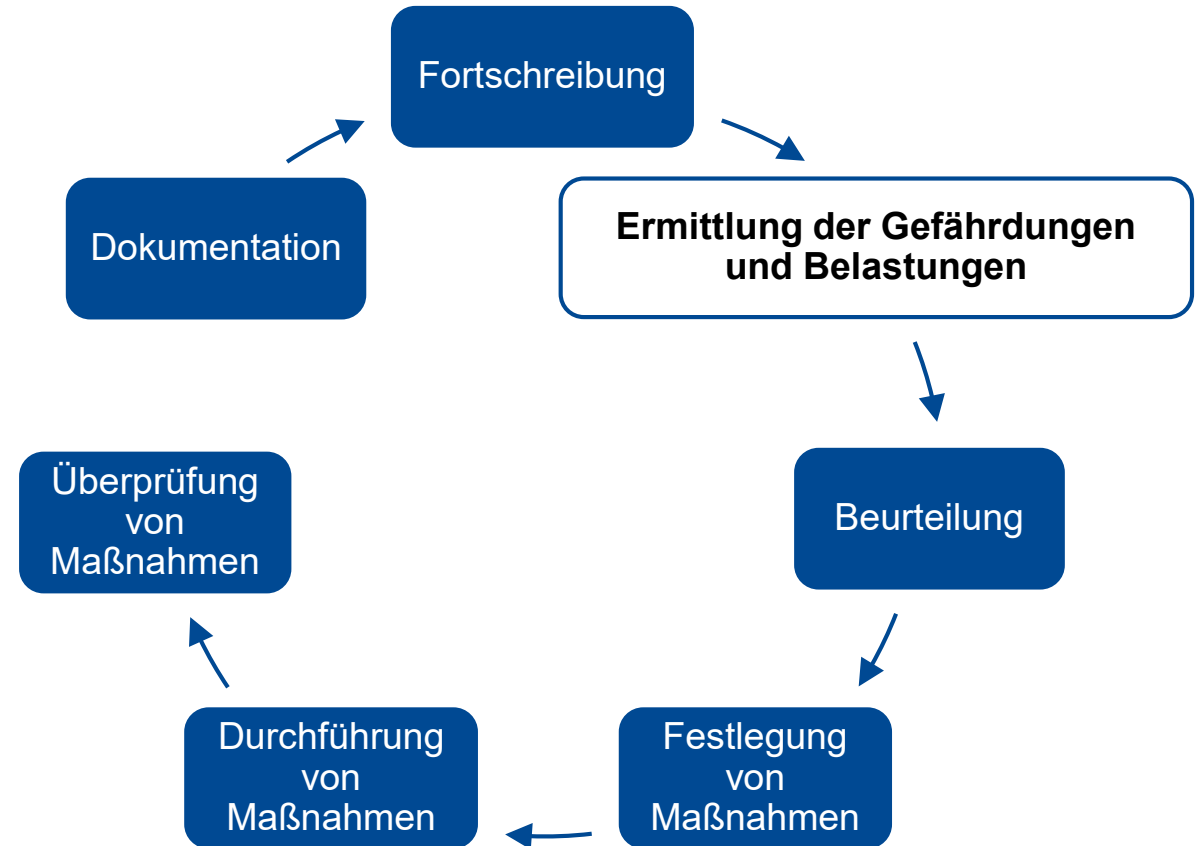 Fortschreibung
Ermittlung der Gefährdungen
und Belastungen
Dokumentation
Beurteilung
Überprüfung
von
Maßnahmen
Festlegung
von
Maßnahmen
Durchführung
von
Maßnahmen